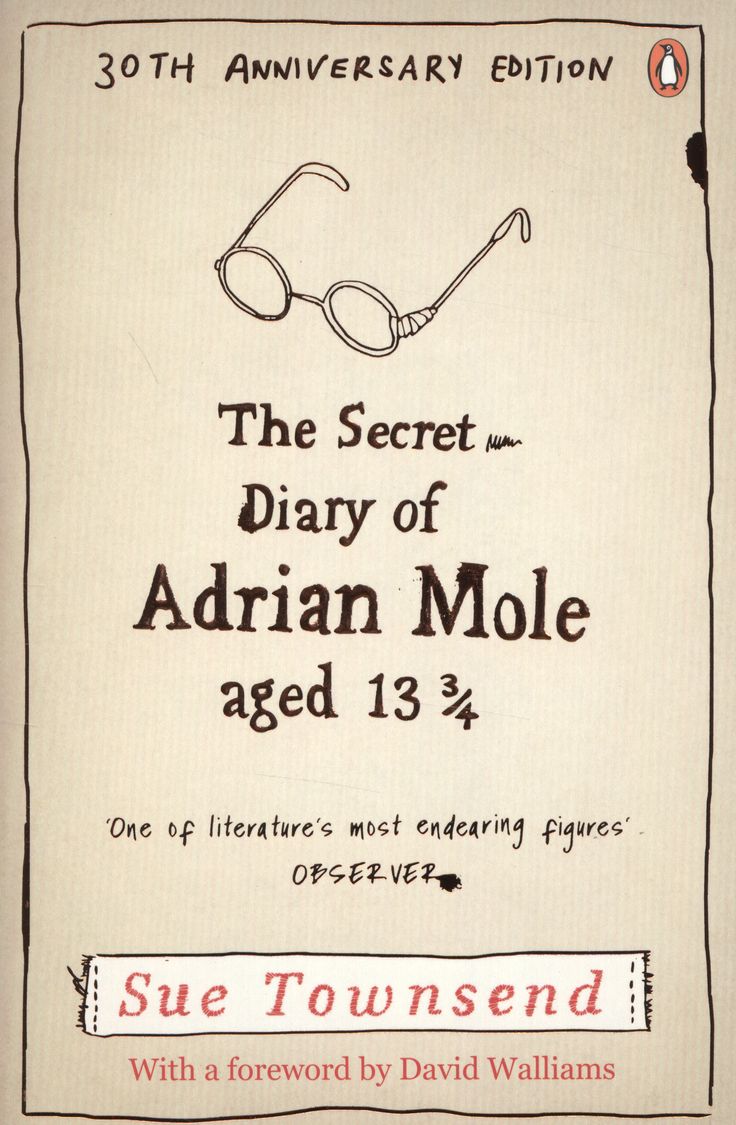 30TH ANNIVERSARY EDITION
The Secret
Diary of
Adrian Mole
aged 13 ¾
'One of literature's most endearing figures'
OBSERVER
Sue Townsend
With a foreword by David Walliams